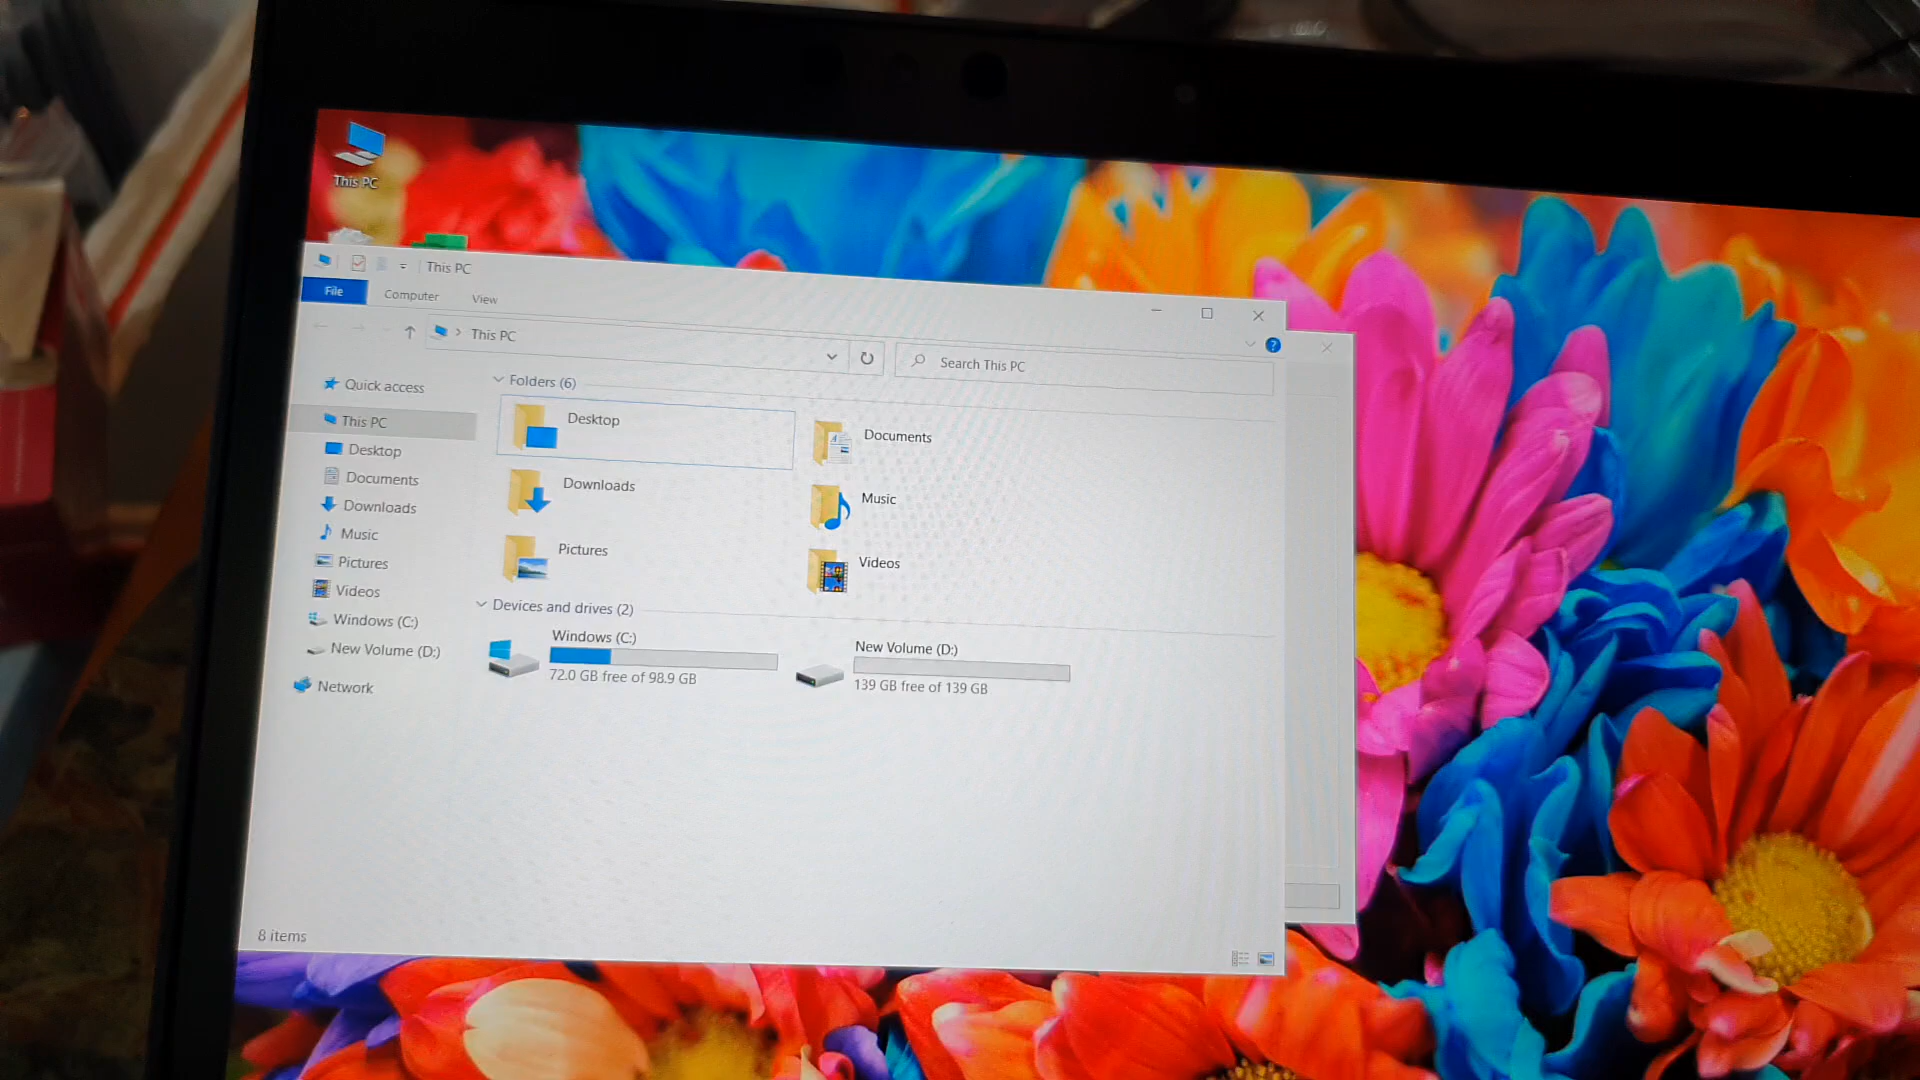 This PC
This PC
File
Computer
View
This PC
Search This PC
Quick access
This PC
Desktop
Documents
Downloads
Music
Pictures
Videos
Windows (C:)
New Volume (D:)
Network
Folders (6)
Desktop
Documents
Downloads
Music
Pictures
Videos
Devices and drives (2)
Windows (C:)
72.0 GB free of 98.9 GB
New Volume (D:)
139 GB free of 139 GB
8 items